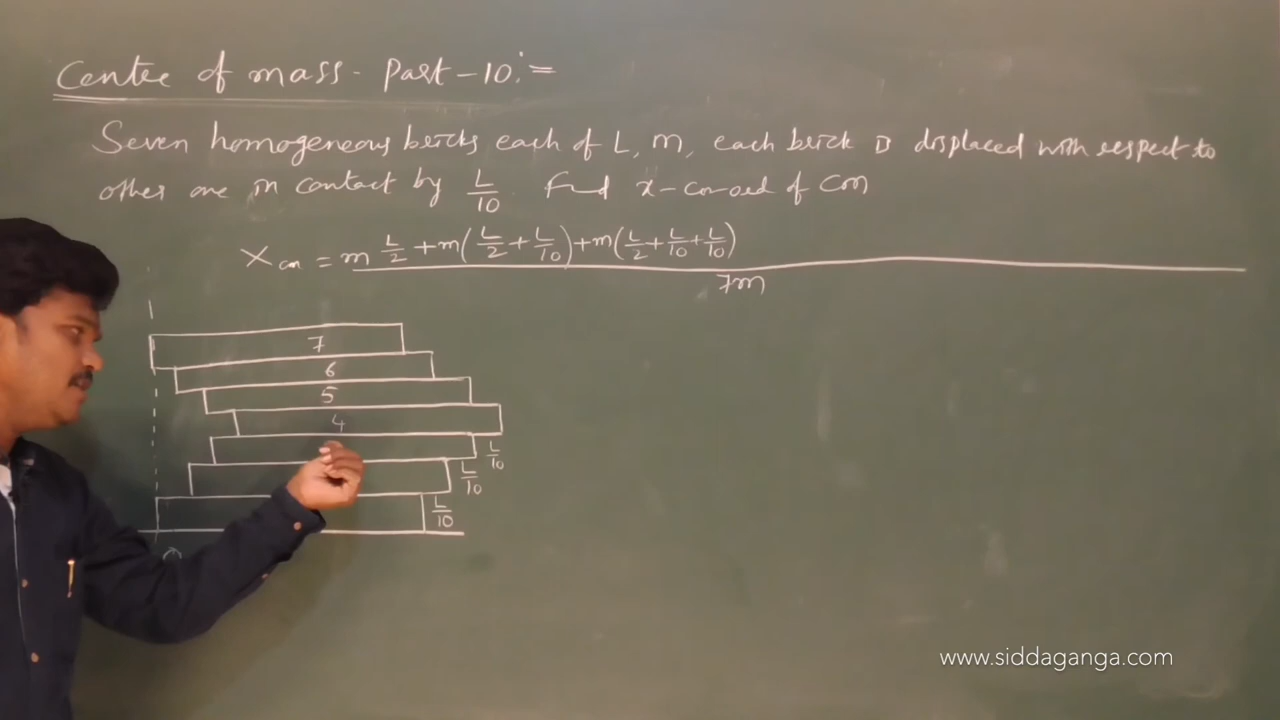 Centre of mass - Part - 10 : =
Seven homogeneous bricks each of L, m, each brick is displaced with respect to
other one in contact by L/10 Find x-co-ord of Cm
X cm = m L/2 + m(L/2 + L/10) + m(L/2 + L/10 + L/10)
7m
7
6
5
4
L/10
L/10
L/10
www.siddaganga.com